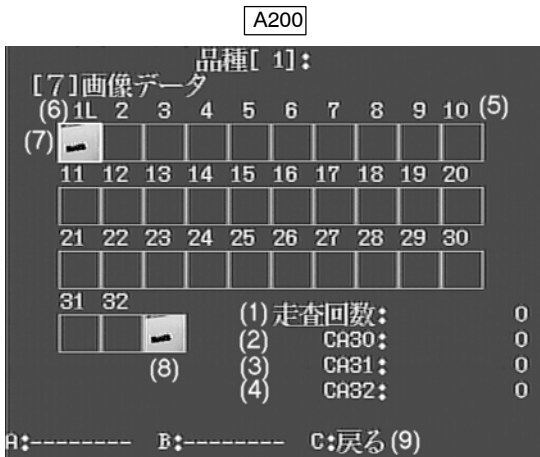 A200
品種[ 1]:
[7]画像データ
(6) 1L 2 3 4 5 6 7 8 9 10 (5)
(7)
11 12 13 14 15 16 17 18 19 20
21 22 23 24 25 26 27 28 29 30
31 32
(8)
(1) 走査回数: 0
(2) CA30: 0
(3) CA31: 0
(4) CA32: 0
A:-------- B:-------- C:戻る (9)